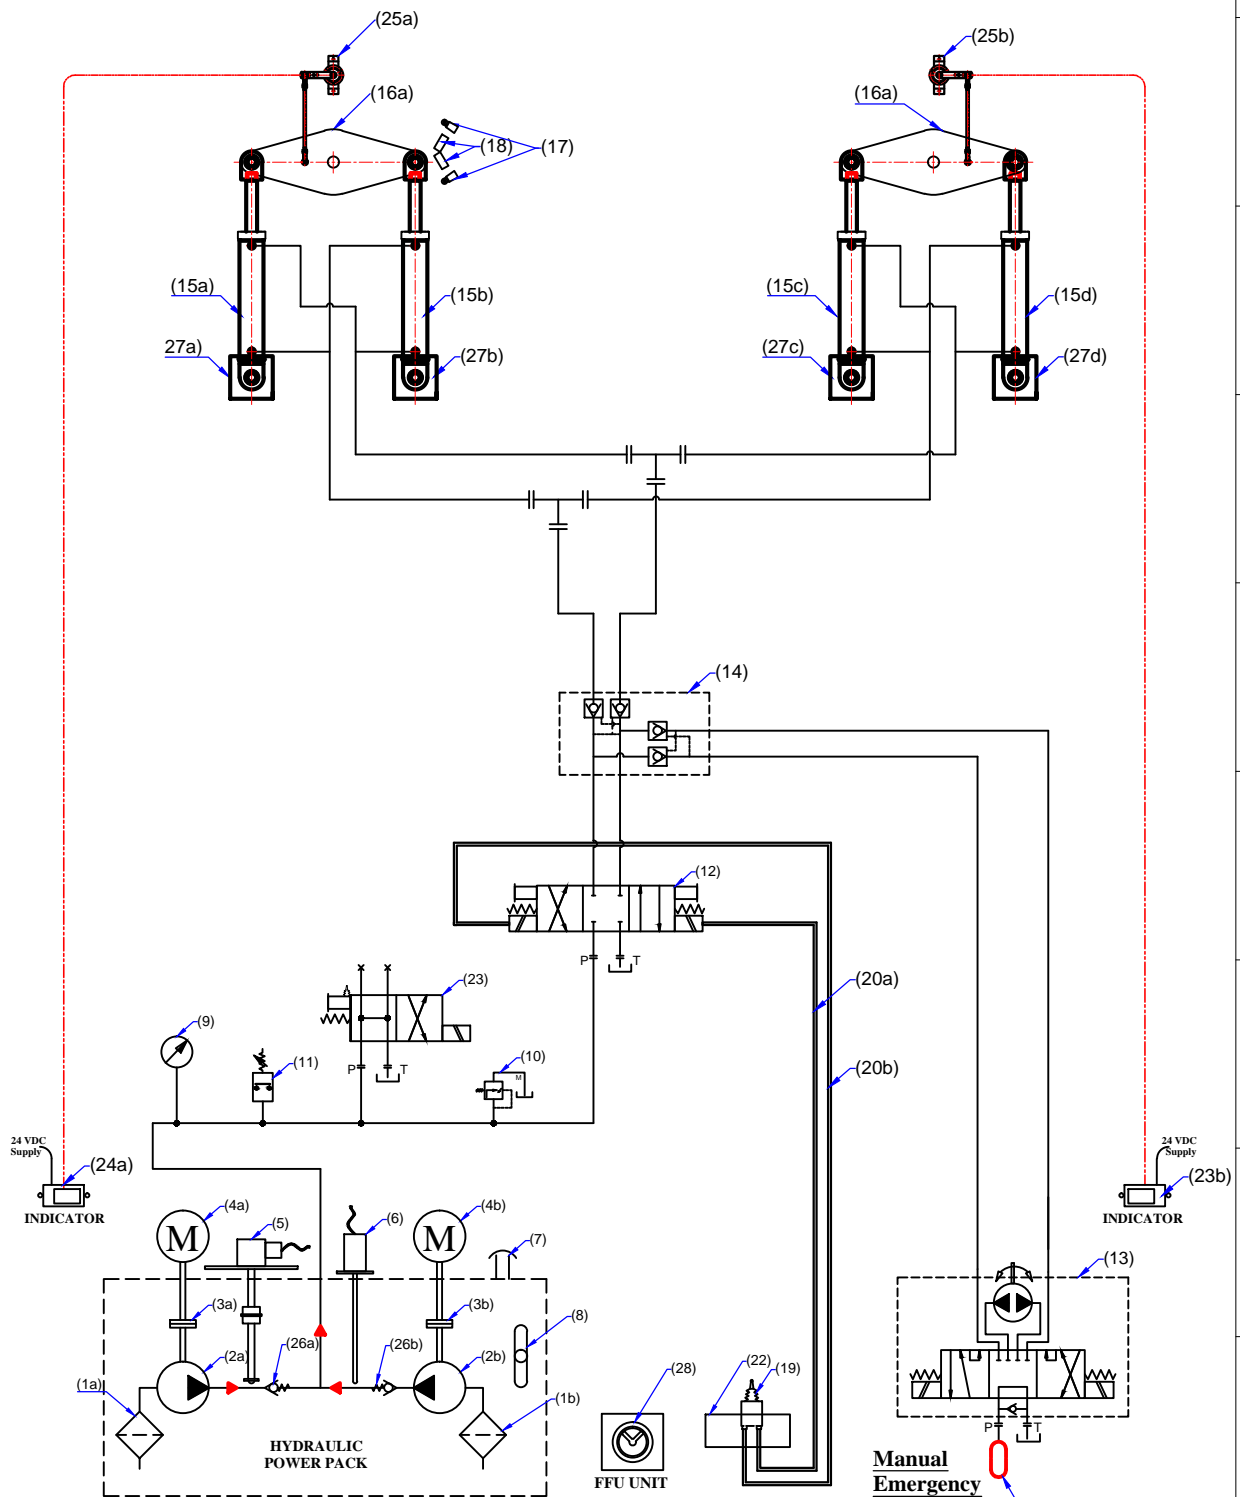 (25a)
(25b)
(16a)
(16a)
(18)
(17)
(15a)
(15b)
(15c)
(15d)
27a)
(27b)
(27c)
(27d)
(14)
(12)
P
T
(20a)
(23)
(9)
(11)
(10)
P
T
M
(20b)
24 VDC
Supply
(24a)
INDICATOR
24 VDC
Supply
(23b)
INDICATOR
(4a)
M
(5)
(6)
(4b)
M
(7)
(13)
(3a)
(3b)
(8)
(26a)
(26b)
(2a)
(2b)
(1a)
(1b)
HYDRAULIC
POWER PACK
(28)
FFU UNIT
(22)
(19)
P
T
Manual
Emergency